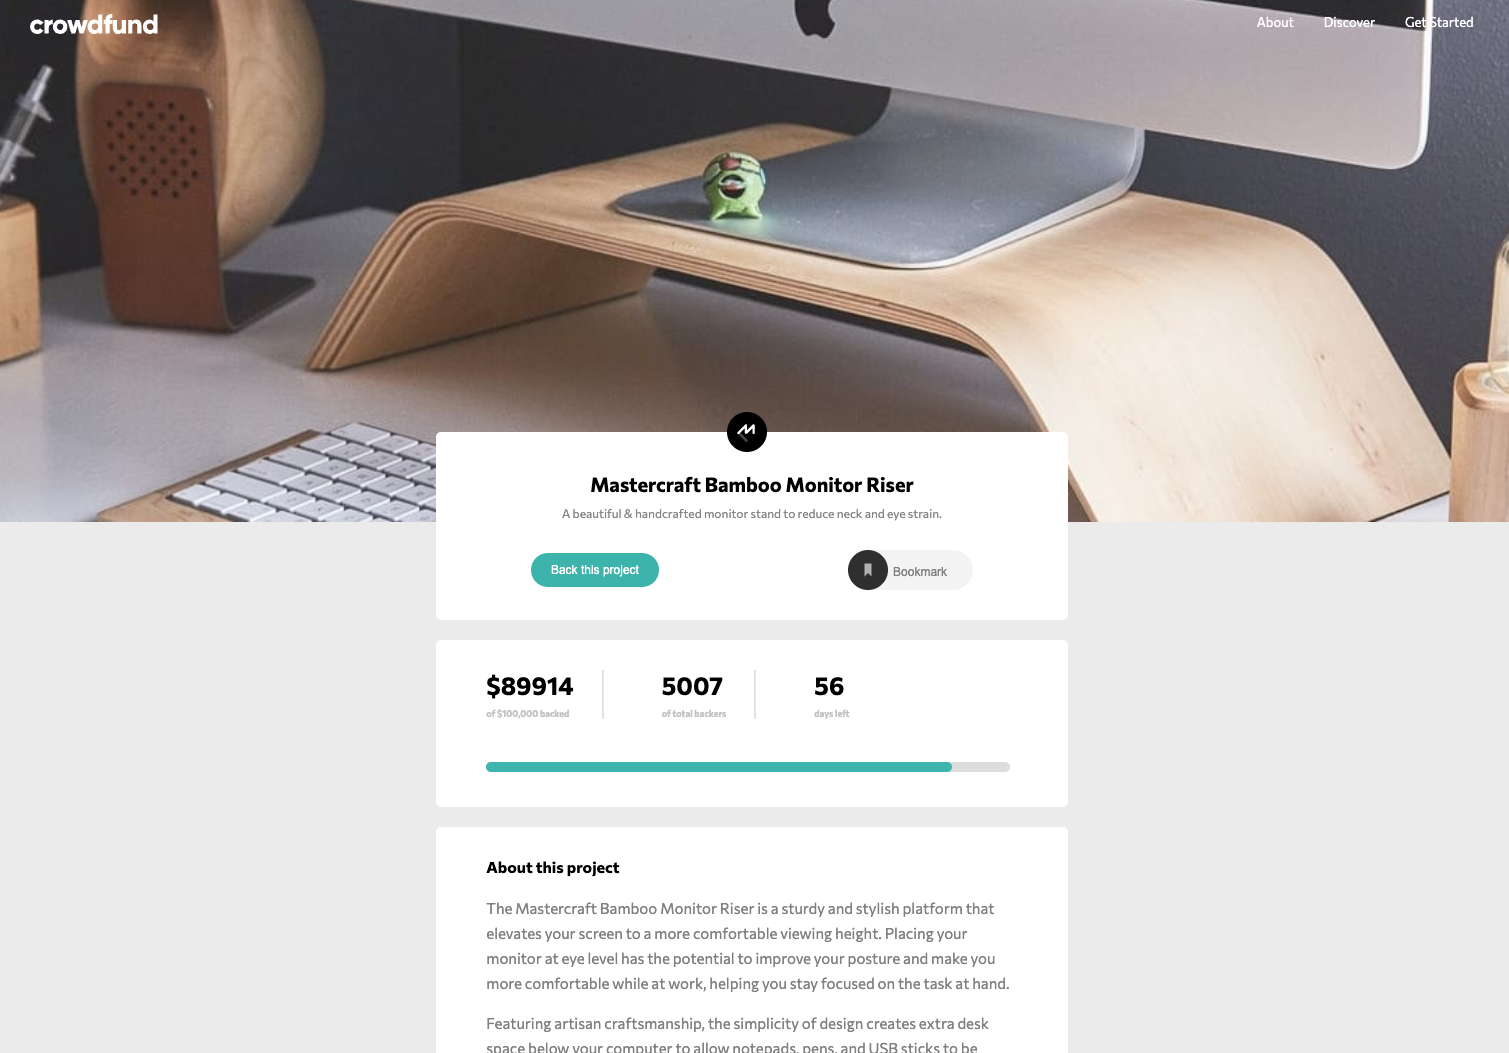 crowdfund
About Discover Get Started
Mastercraft Bamboo Monitor Riser
A beautiful & handcrafted monitor stand to reduce neck and eye strain.
Back this project Bookmark
$89914 5007 56
of $100,000 backed of total backers days left
About this project
The Mastercraft Bamboo Monitor Riser is a sturdy and stylish platform that
elevates your screen to a more comfortable viewing height. Placing your
monitor at eye level has the potential to improve your posture and make you
more comfortable while at work, helping you stay focused on the task at hand.
Featuring artisan craftsmanship, the simplicity of design creates extra desk
space below your computer to allow notepads, pens, and USB sticks to be